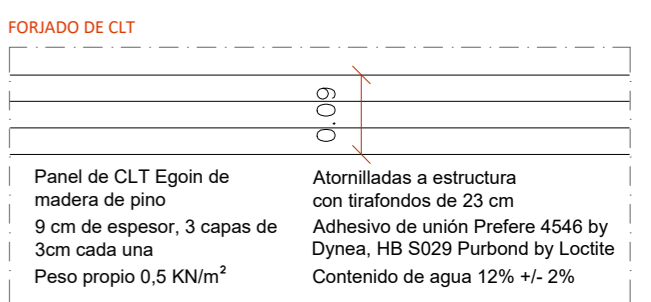 FORJADO DE CLT
0.09
Panel de CLT Egoin de
madera de pino
9 cm de espesor, 3 capas de
3cm cada una
Peso propio 0,5 KN/m²
Atornilladas a estructura
con tirafondos de 23 cm
Adhesivo de unión Prefere 4546 by
Dynea, HB S029 Purbond by Loctite
Contenido de agua 12% +/- 2%